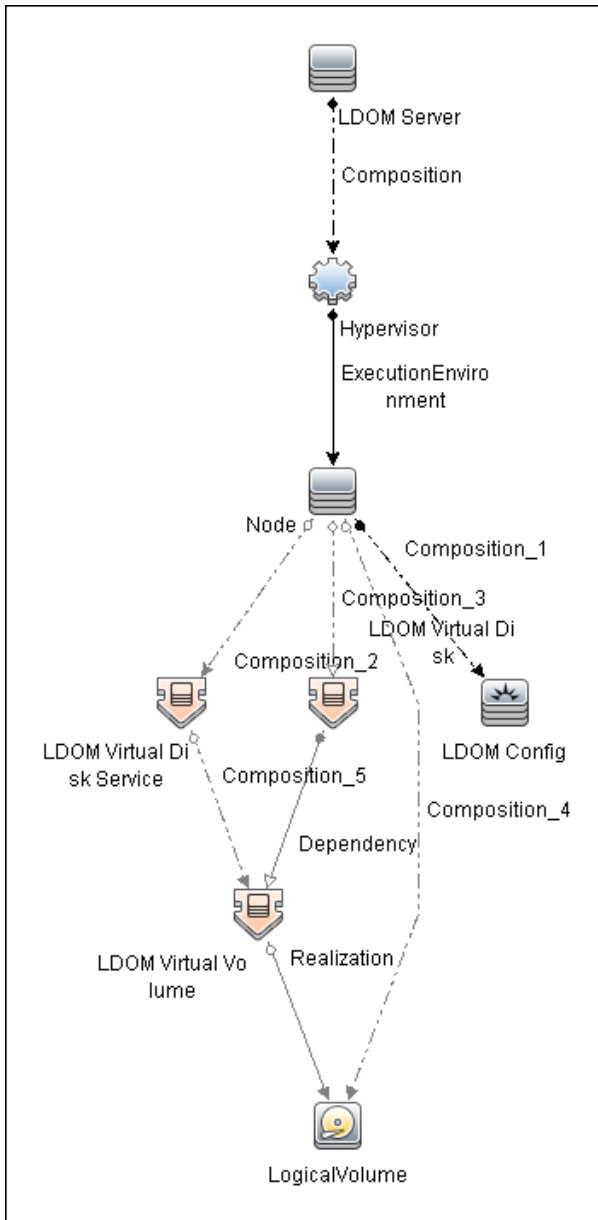 LDOM Server
Composition
Hypervisor
ExecutionEnviro
nment
Node
Composition_1
Composition_3
LDOM Virtual Di
sk
Composition_2
LDOM Virtual Di
sk Service
LDOM Config
Composition_5
Composition_4
Dependency
LDOM Virtual Vo
lume
Realization
LogicalVolume